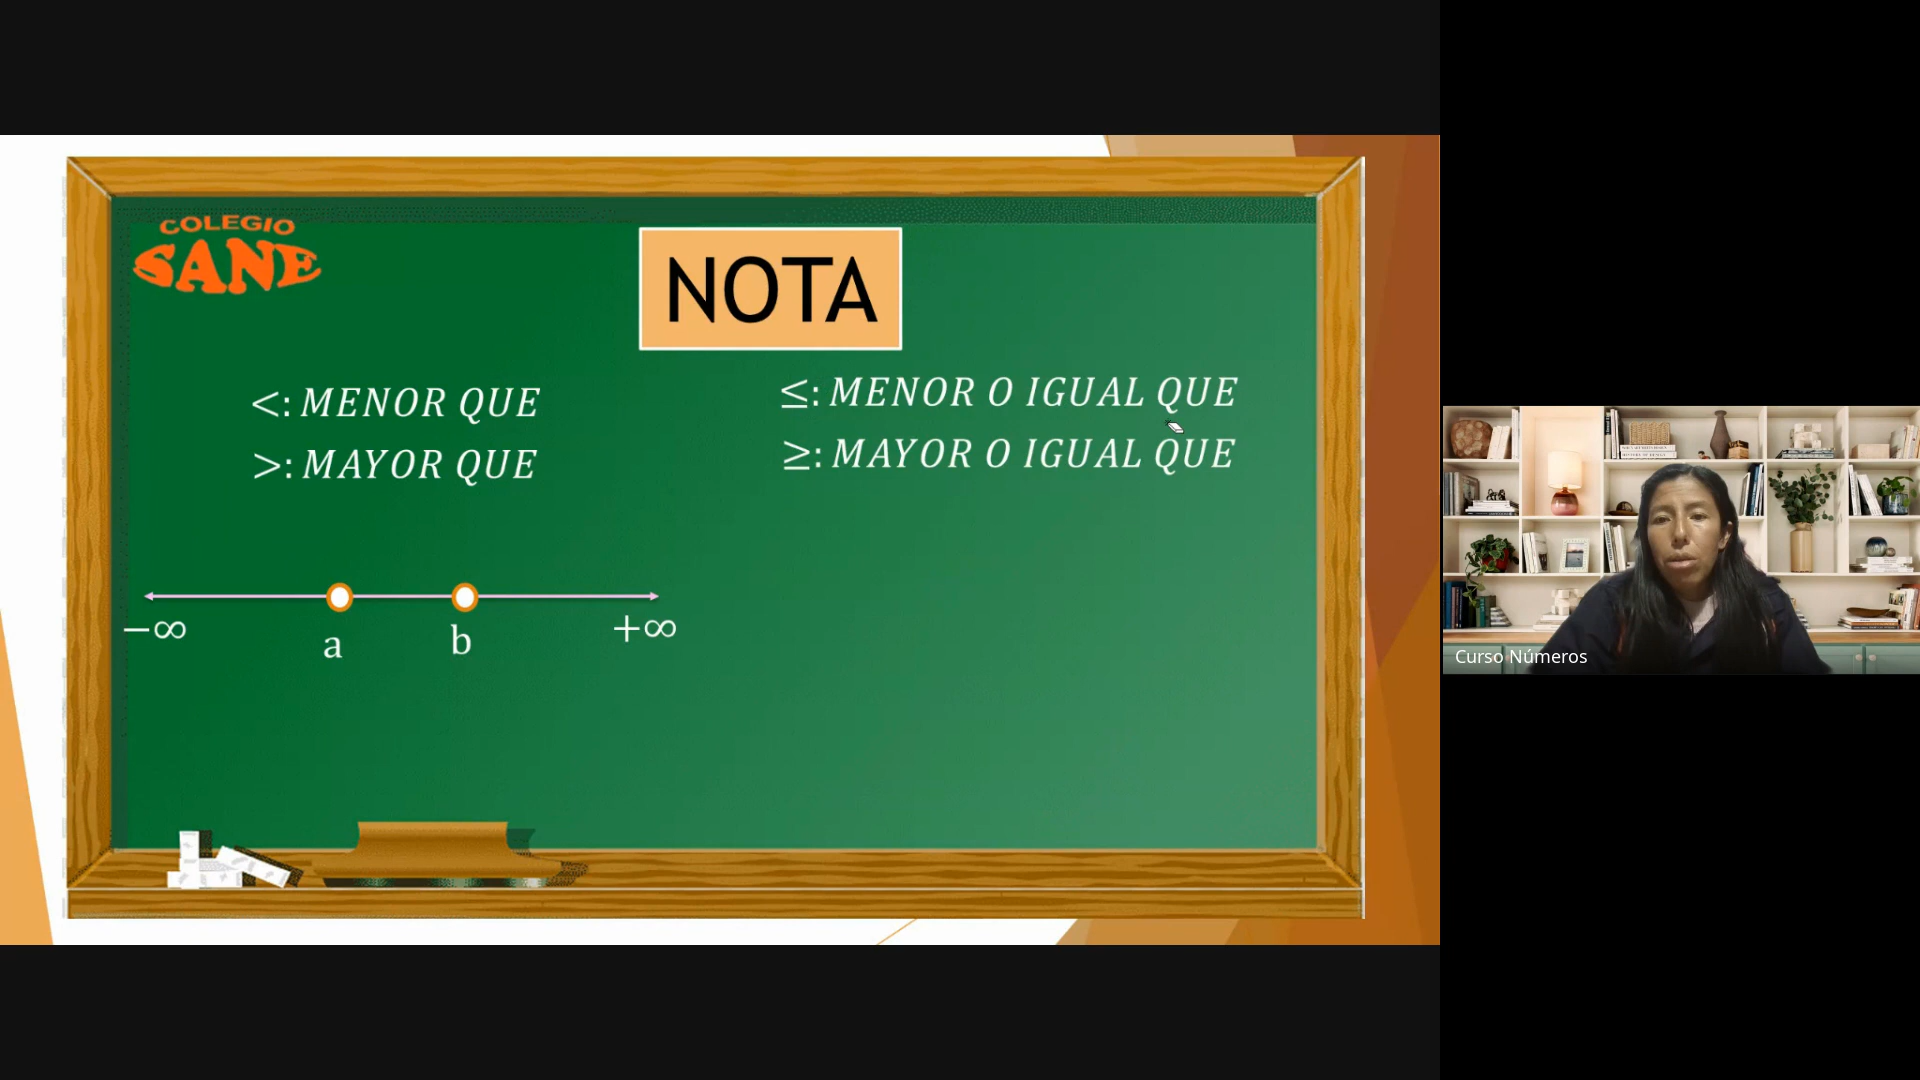 COLEGIO
SANE
NOTA
<: MENOR QUE
>: MAYOR QUE
≤: MENOR O IGUAL QUE
≥: MAYOR O IGUAL QUE
−∞ a b +∞
Curso Números